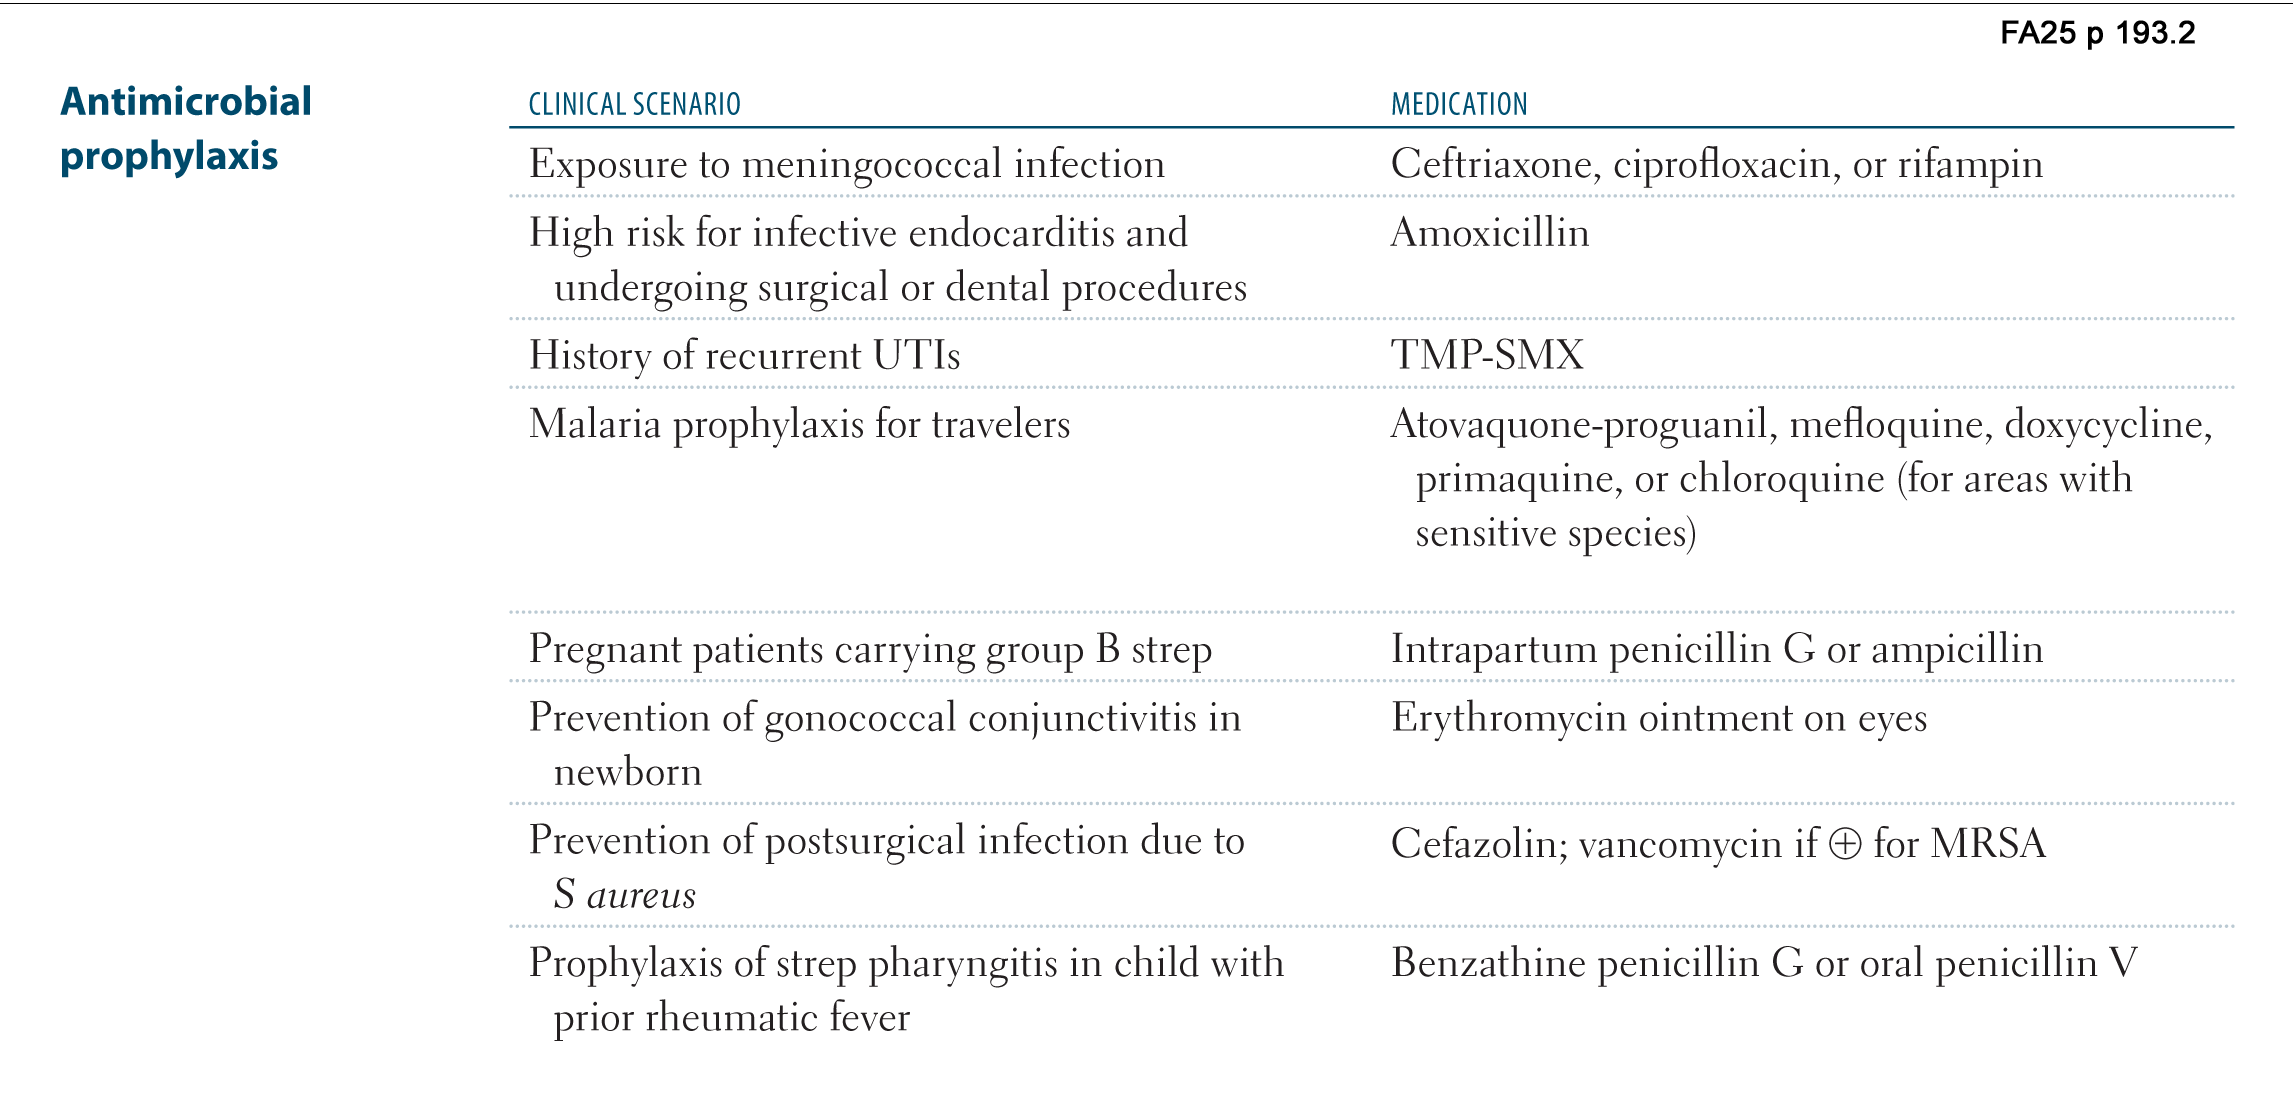 FA25 p 193.2
Antimicrobial
prophylaxis
CLINICAL SCENARIO
MEDICATION
Exposure to meningococcal infection
Ceftriaxone, ciprofloxacin, or rifampin
High risk for infective endocarditis and
undergoing surgical or dental procedures
Amoxicillin
History of recurrent UTIs
TMP-SMX
Malaria prophylaxis for travelers
Atovaquone-proguanil, mefloquine, doxycycline,
primaquine, or chloroquine (for areas with
sensitive species)
Pregnant patients carrying group B strep
Intrapartum penicillin G or ampicillin
Prevention of gonococcal conjunctivitis in
newborn
Erythromycin ointment on eyes
Prevention of postsurgical infection due to
S aureus
Cefazolin; vancomycin if ⊕ for MRSA
Prophylaxis of strep pharyngitis in child with
prior rheumatic fever
Benzathine penicillin G or oral penicillin V